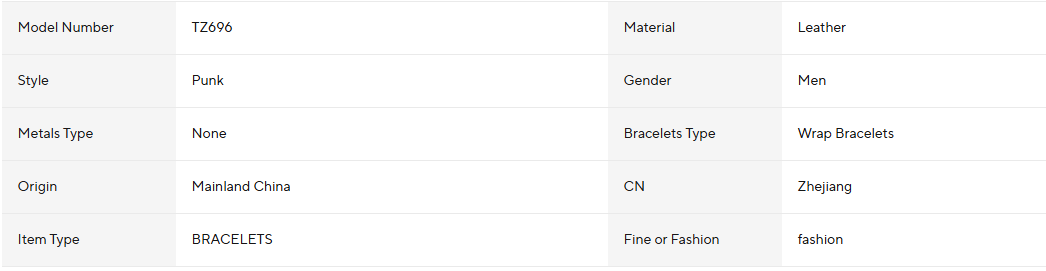 Model Number TZ696 Material Leather
Style Punk Gender Men
Metals Type None Bracelets Type Wrap Bracelets
Origin Mainland China CN Zhejiang
Item Type BRACELETS Fine or Fashion fashion